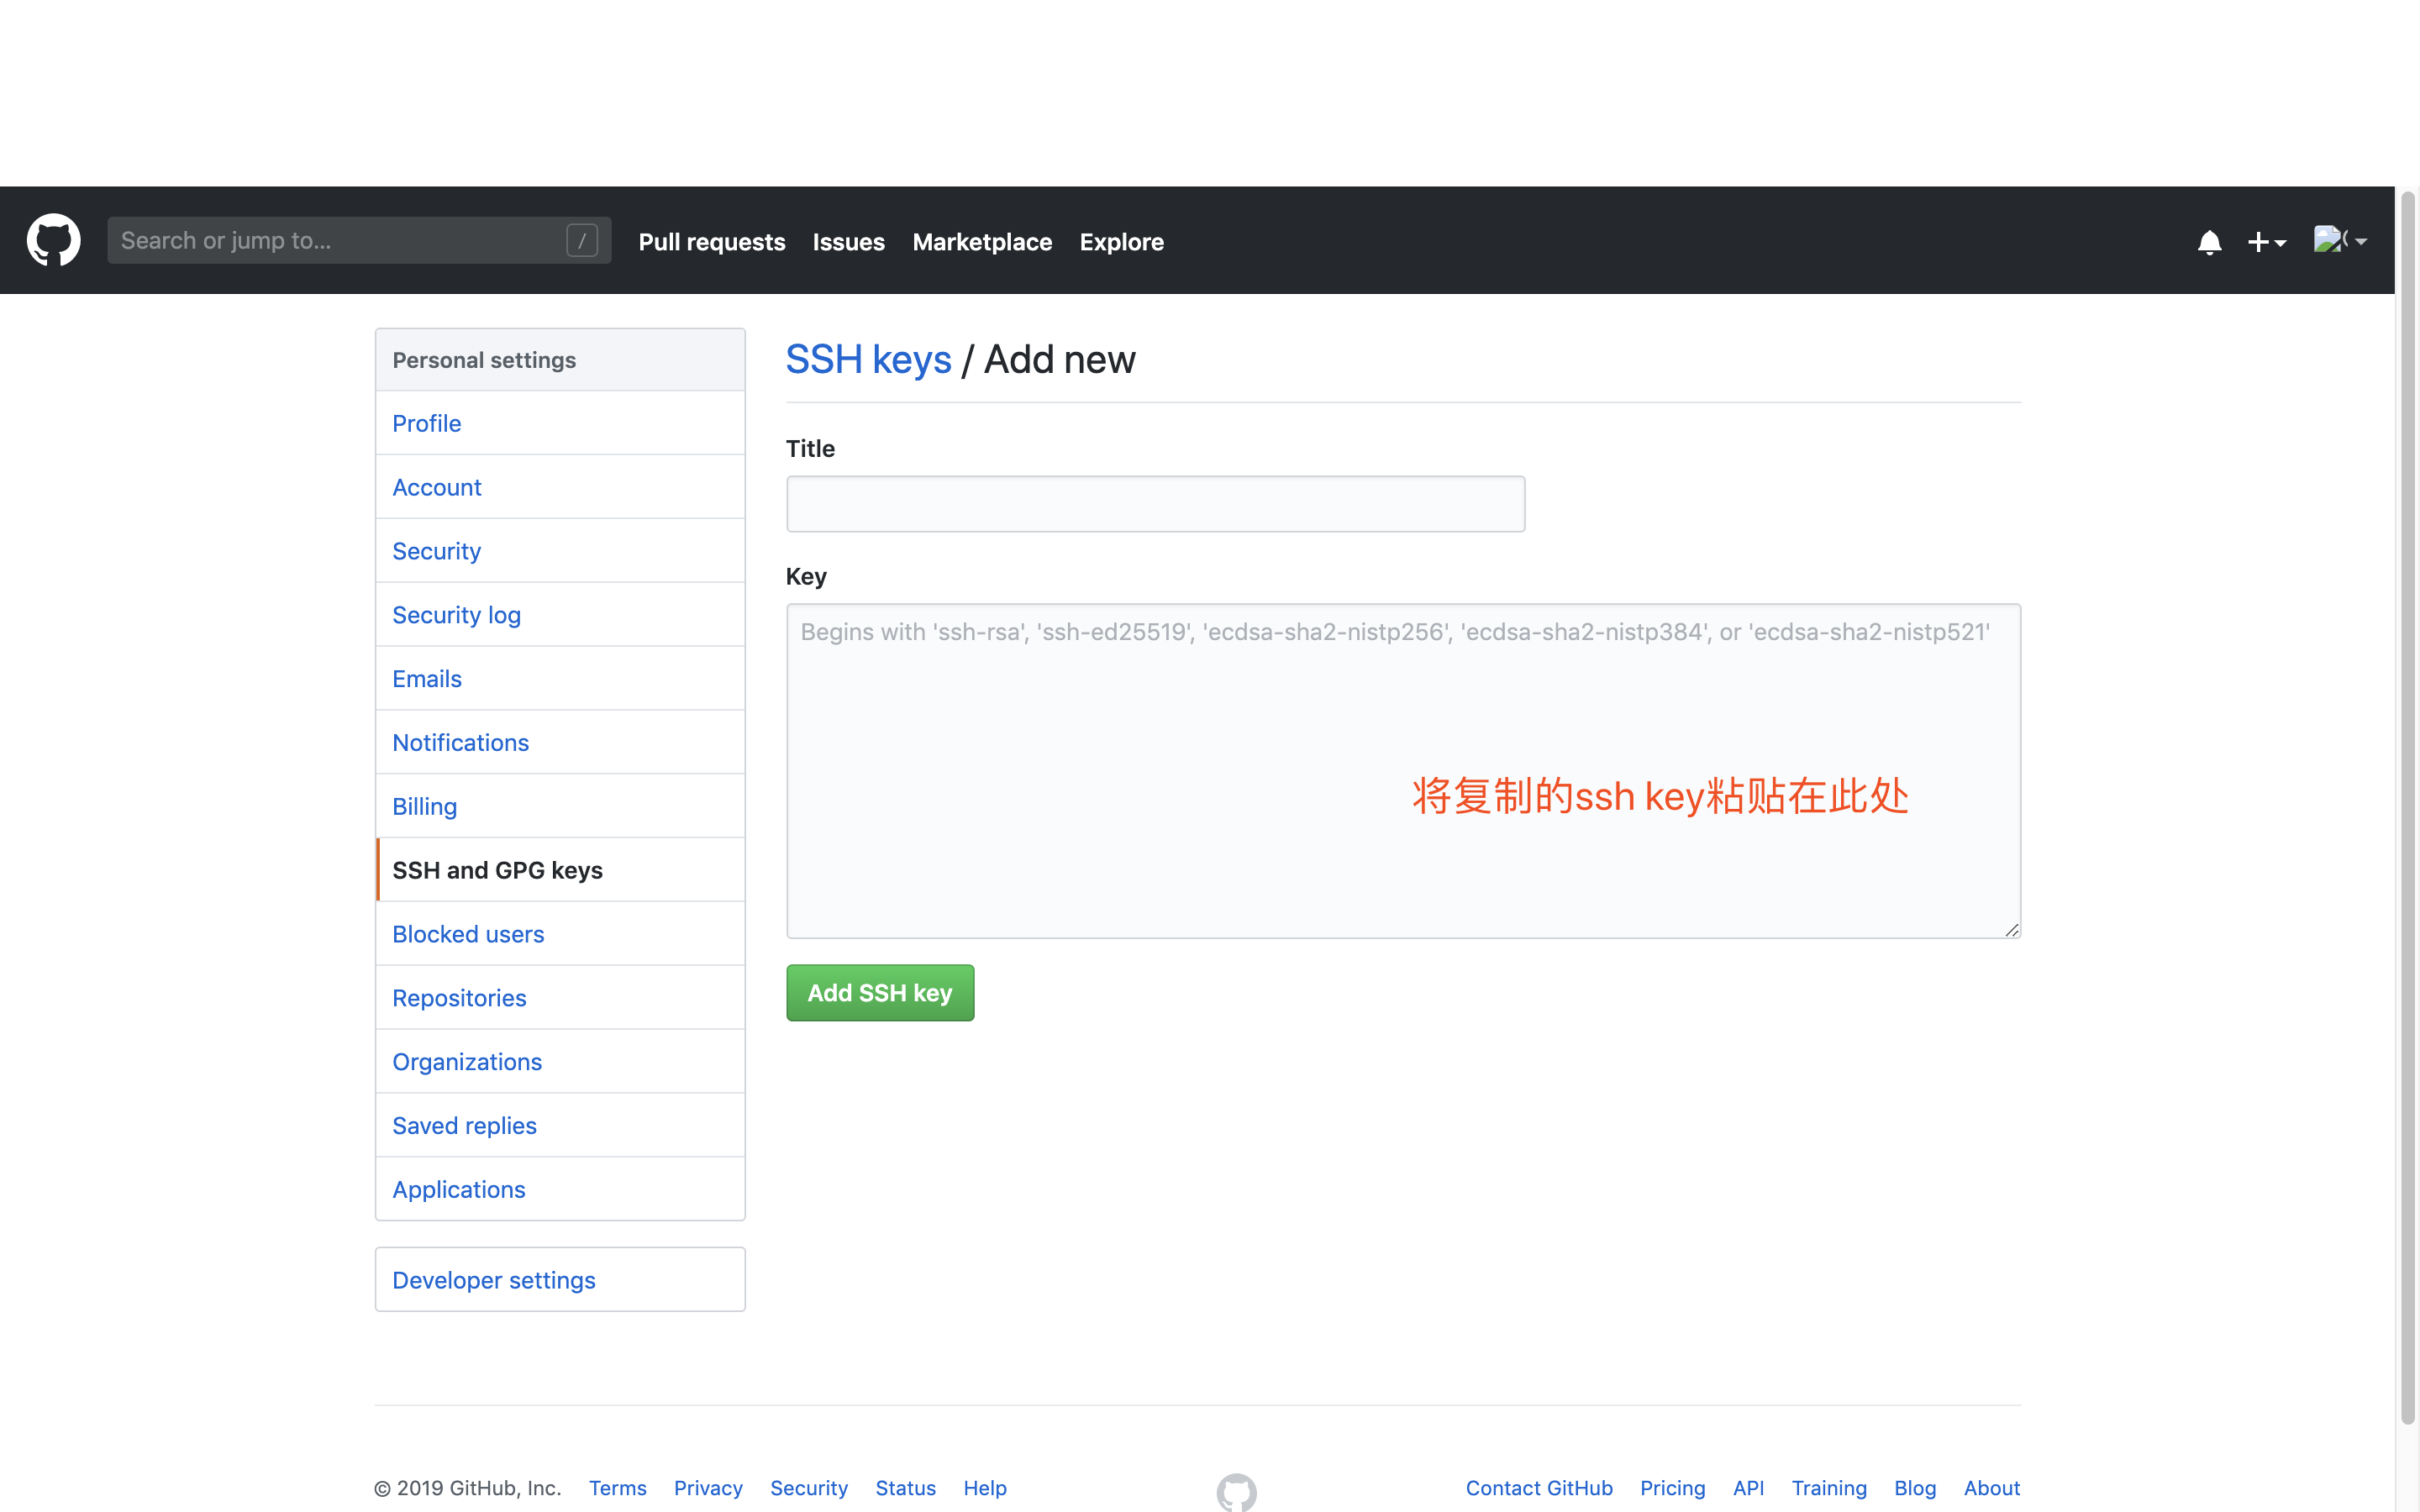 Search or jump to... /
Pull requests Issues Marketplace Explore
Personal settings
Profile
Account
Security
Security log
Emails
Notifications
Billing
SSH and GPG keys
Blocked users
Repositories
Organizations
Saved replies
Applications
Developer settings
SSH keys / Add new
Title
Key
Begins with 'ssh-rsa', 'ssh-ed25519', 'ecdsa-sha2-nistp256', 'ecdsa-sha2-nistp384', or 'ecdsa-sha2-nistp521'
将复制的ssh key粘贴在此处
Add SSH key
© 2019 GitHub, Inc. Terms Privacy Security Status Help
Contact GitHub Pricing API Training Blog About